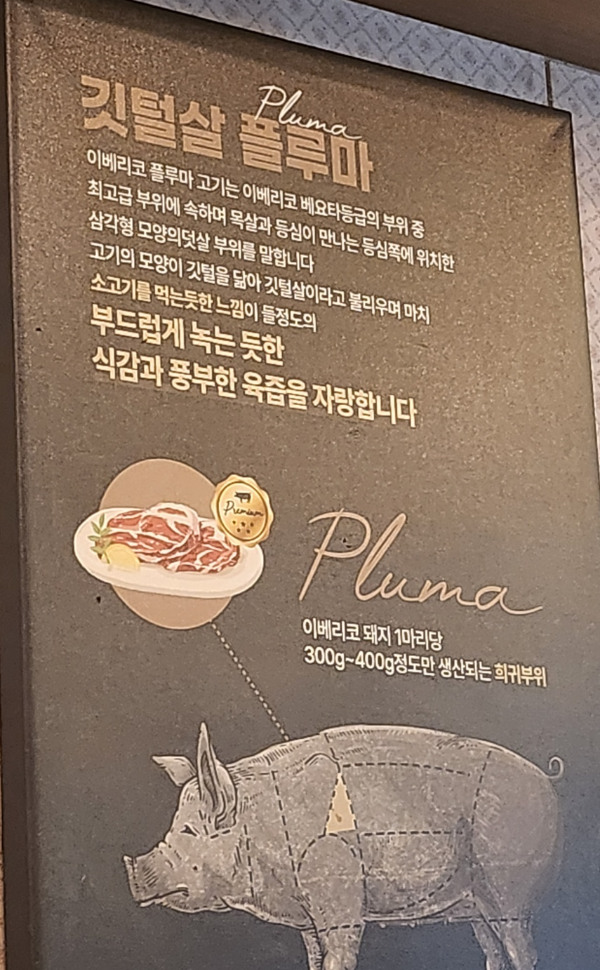 Pluma
깃털살 플루마
이베리코 플루마 고기는 이베리코 베요타등급의 부위 중
최고급 부위에 속하며 목살과 등심이 만나는 등심쪽에 위치한
삼각형 모양의덧살 부위를 말합니다
고기의 모양이 깃털을 닮아 깃털살이라고 불리우며 마치
소고기를 먹는듯한 느낌이 들정도의
부드럽게 녹는 듯한
식감과 풍부한 육즙을 자랑합니다
Premium
Pluma
이베리코 돼지 1마리당
300g~400g정도만 생산되는 희귀부위